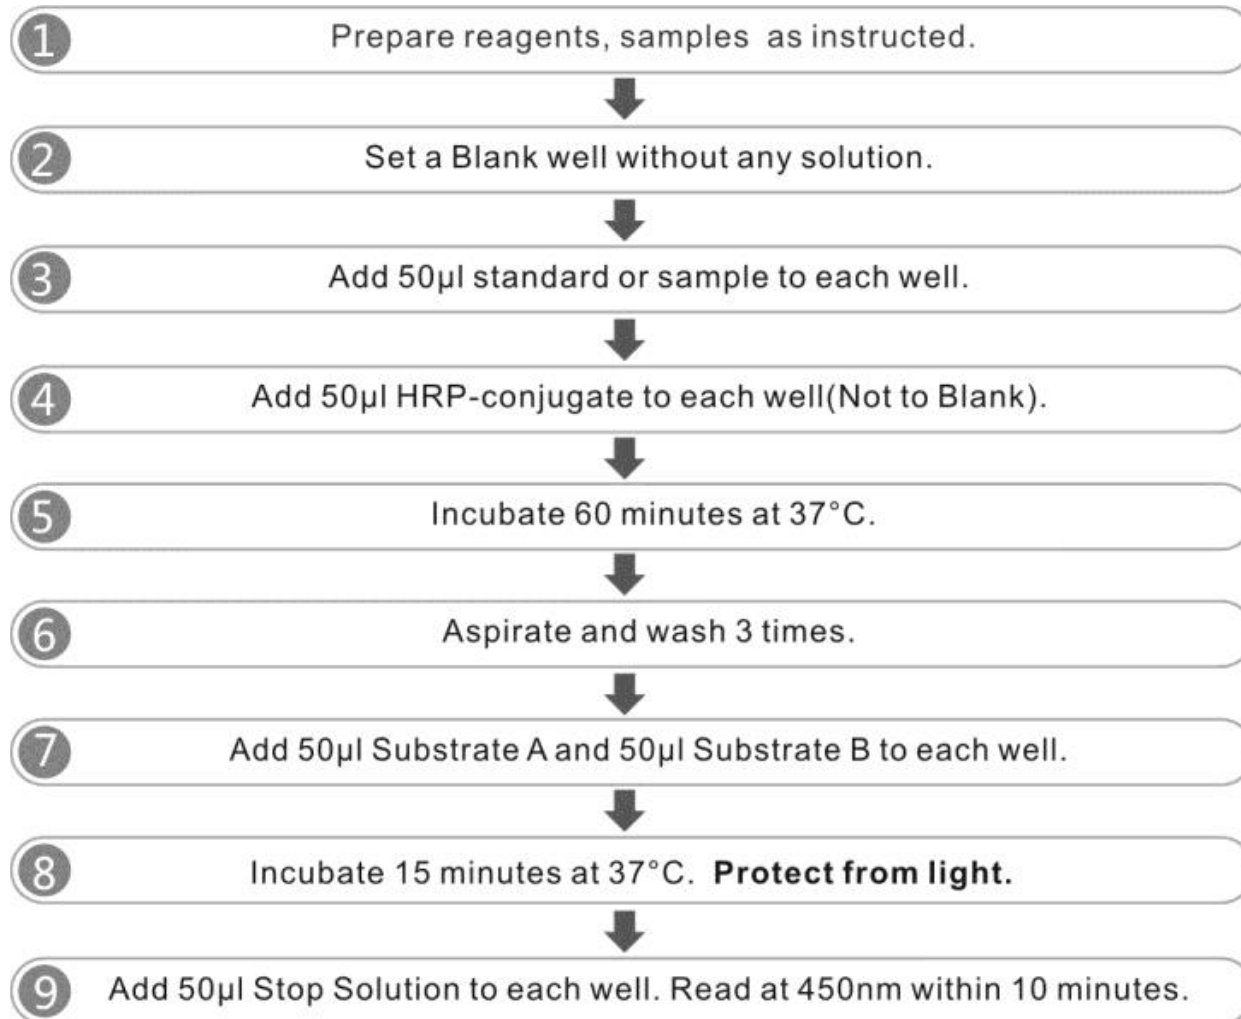 1 Prepare reagents, samples as instructed.
2 Set a Blank well without any solution.
3 Add 50µl standard or sample to each well.
4 Add 50µl HRP-conjugate to each well(Not to Blank).
5 Incubate 60 minutes at 37°C.
6 Aspirate and wash 3 times.
7 Add 50µl Substrate A and 50µl Substrate B to each well.
8 Incubate 15 minutes at 37°C. Protect from light.
9 Add 50µl Stop Solution to each well. Read at 450nm within 10 minutes.